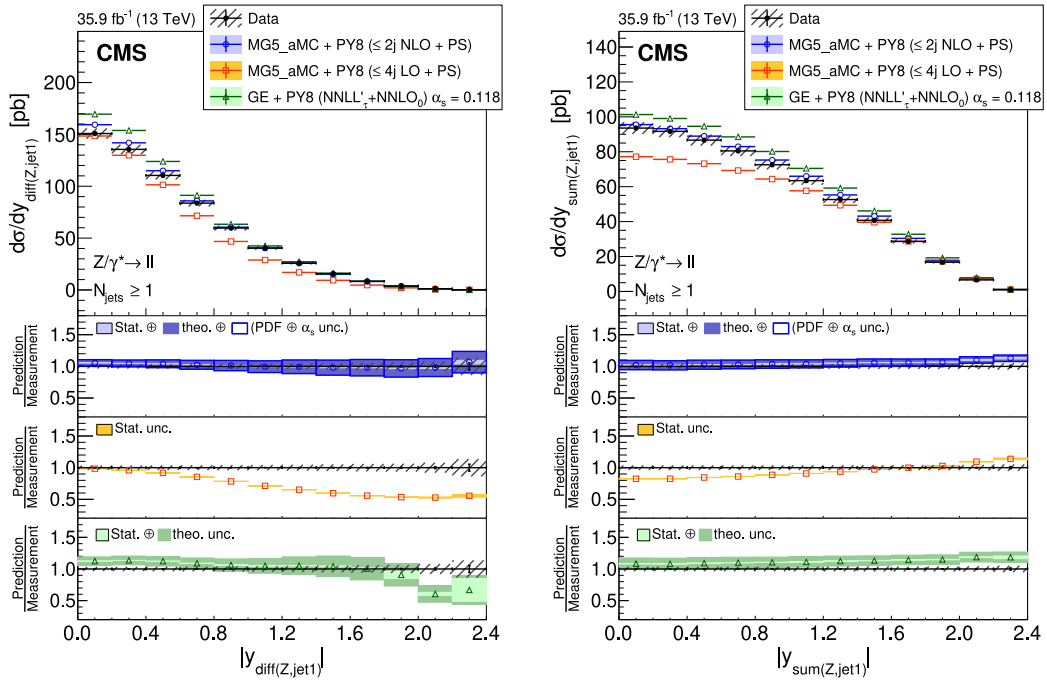 35.9 fb⁻¹ (13 TeV)
CMS
Data
MG5_aMC + PY8 (≤ 2j NLO + PS)
MG5_aMC + PY8 (≤ 4j LO + PS)
GE + PY8 (NNLL'τ+NNLO₀) αs = 0.118
dσ/dy_diff(Z,jet1) [pb]
200
150
100
50
0
Z/γ*→ ll
N_jets ≥ 1
Stat. ⊕ theo. ⊕ (PDF ⊕ αs unc.)
Prediction
Measurement
1.5
1.0
0.5
Stat. unc.
Prediction
Measurement
1.5
1.0
0.5
Stat. ⊕ theo. unc.
Prediction
Measurement
1.5
1.0
0.5
0.0 0.4 0.8 1.2 1.6 2.0 2.4
|y_diff(Z,jet1)|
35.9 fb⁻¹ (13 TeV)
CMS
Data
MG5_aMC + PY8 (≤ 2j NLO + PS)
MG5_aMC + PY8 (≤ 4j LO + PS)
GE + PY8 (NNLL'τ+NNLO₀) αs = 0.118
dσ/dy_sum(Z,jet1) [pb]
140
120
100
80
60
40
20
0
Z/γ*→ ll
N_jets ≥ 1
Stat. ⊕ theo. ⊕ (PDF ⊕ αs unc.)
Prediction
Measurement
1.5
1.0
0.5
Stat. unc.
Prediction
Measurement
1.5
1.0
0.5
Stat. ⊕ theo. unc.
Prediction
Measurement
1.5
1.0
0.5
0.0 0.4 0.8 1.2 1.6 2.0 2.4
|y_sum(Z,jet1)|